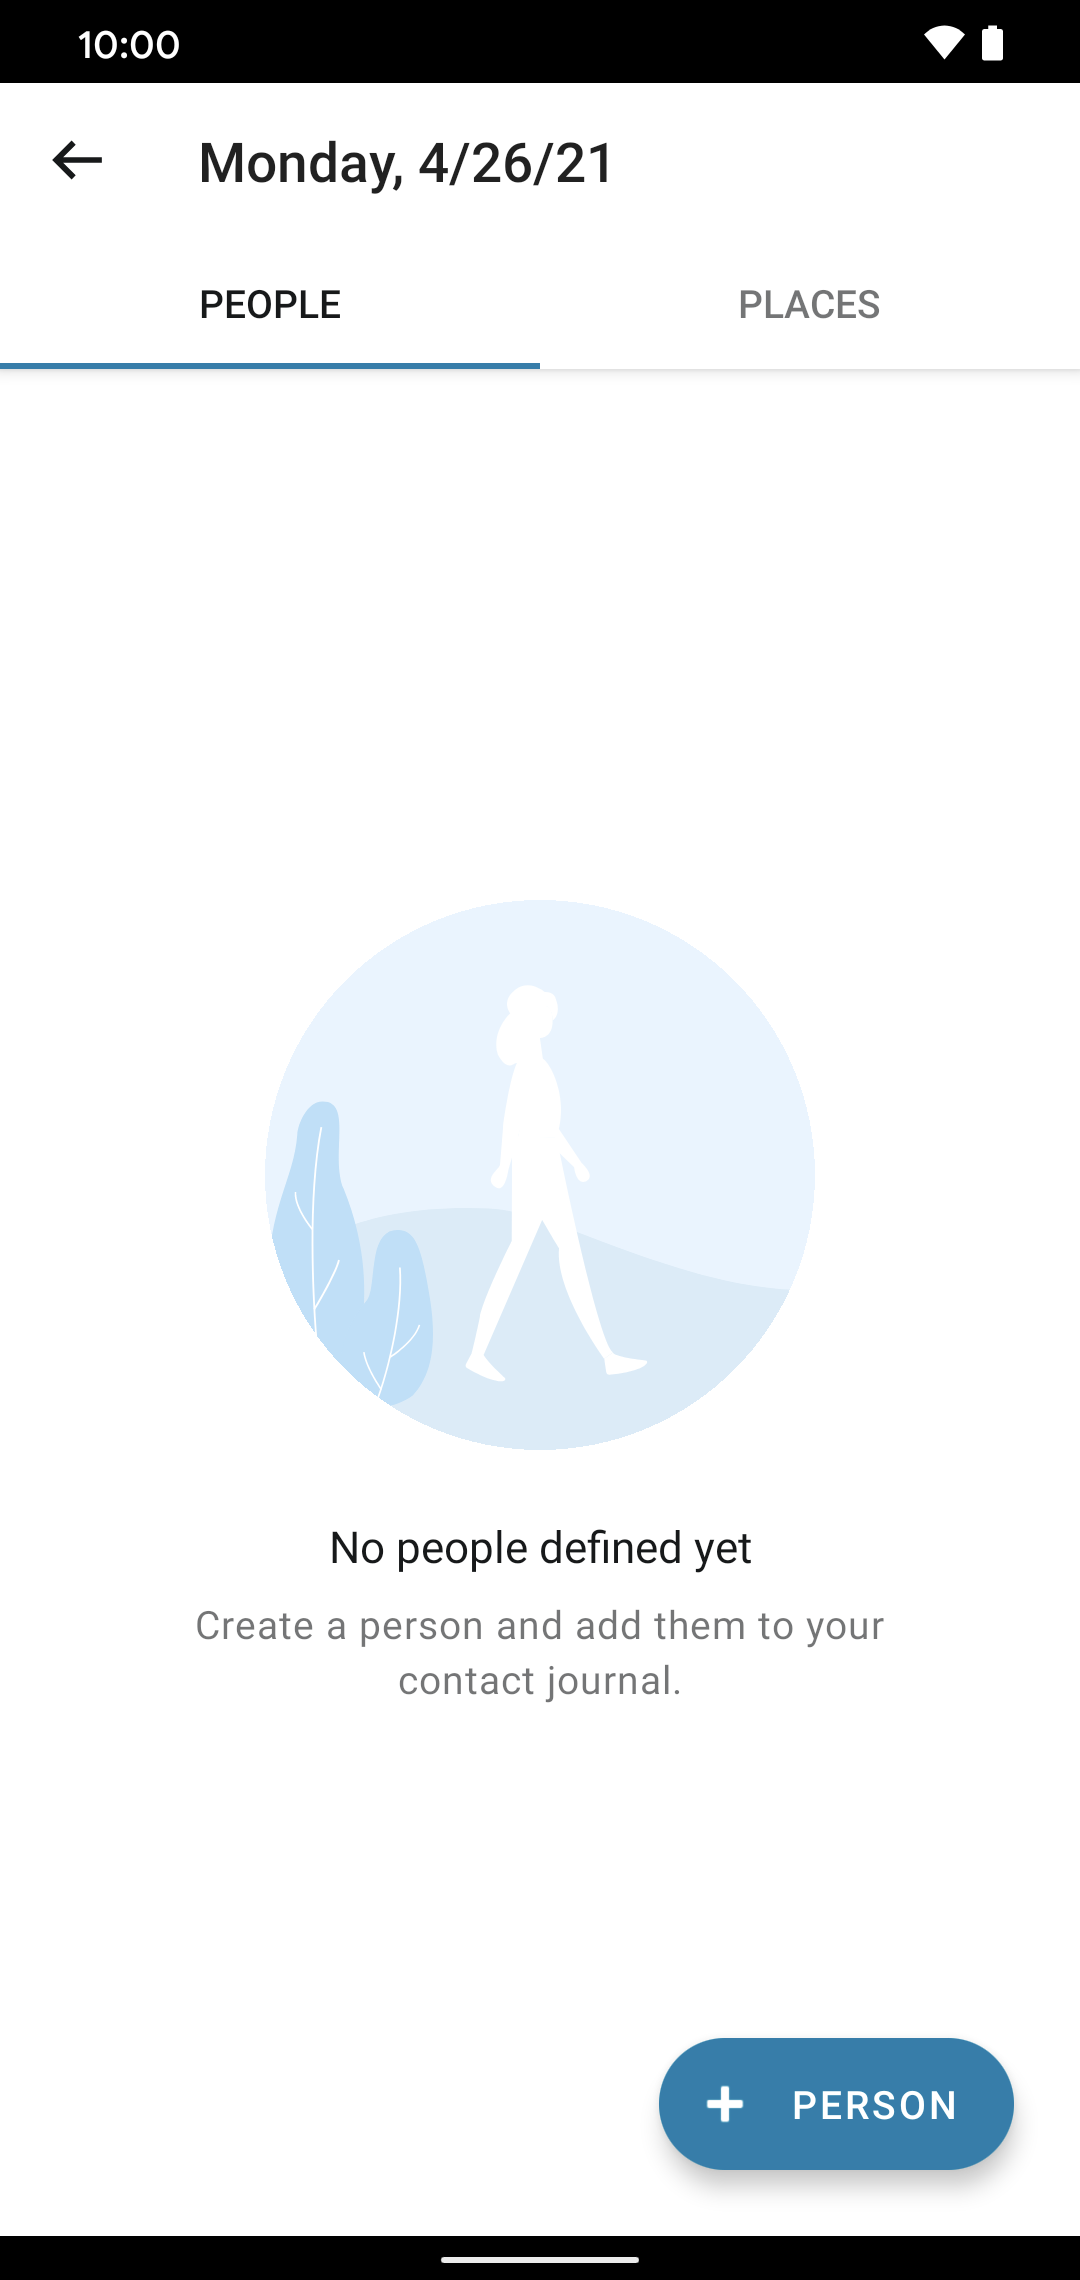 10:00
Monday, 4/26/21
PEOPLE
PLACES
No people defined yet
Create a person and add them to your
contact journal.
PERSON